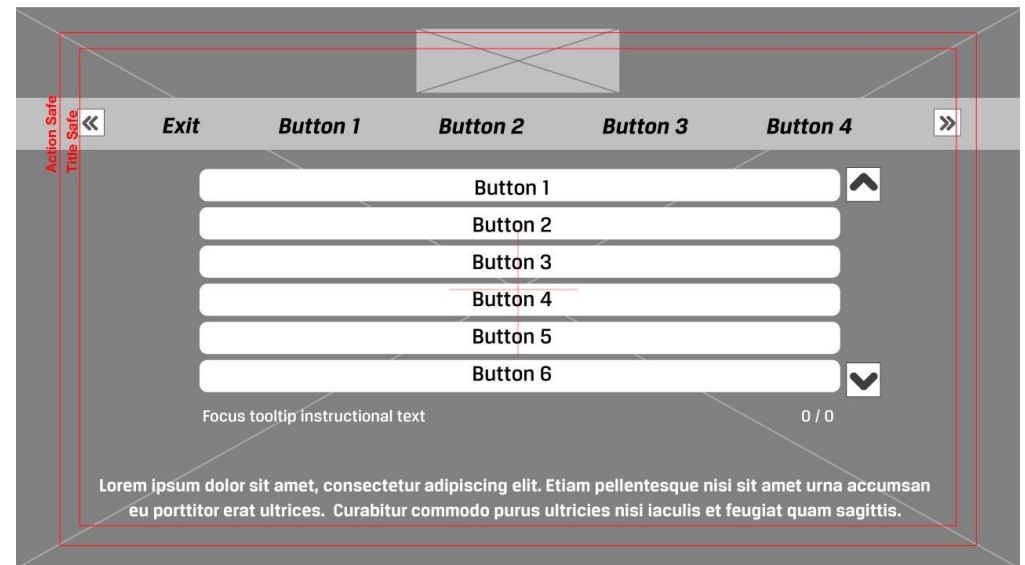 Action Safe
Title Safe
Exit Button 1 Button 2 Button 3 Button 4
Button 1
Button 2
Button 3
Button 4
Button 5
Button 6
Focus tooltip instructional text 0 / 0
Lorem ipsum dolor sit amet, consectetur adipiscing elit. Etiam pellentesque nisi sit amet urna accumsan
eu porttitor erat ultrices. Curabitur commodo purus ultricies nisi iaculis et feugiat quam sagittis.